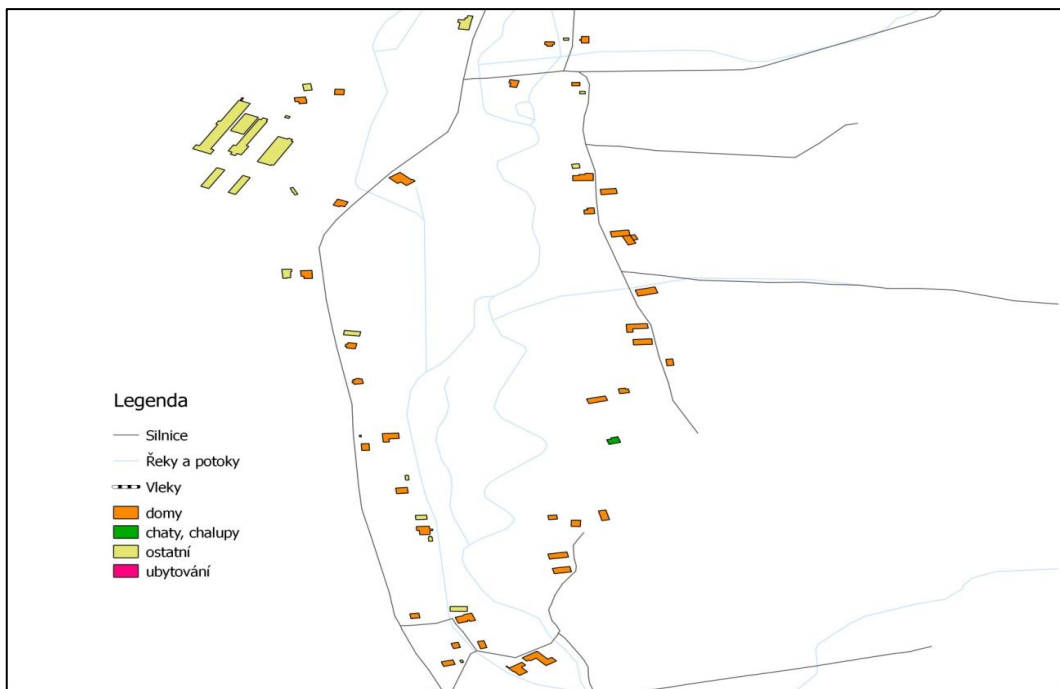 Legenda
Silnice
Řeky a potoky
Vleky
domy
chaty, chalupy
ostatní
ubytování